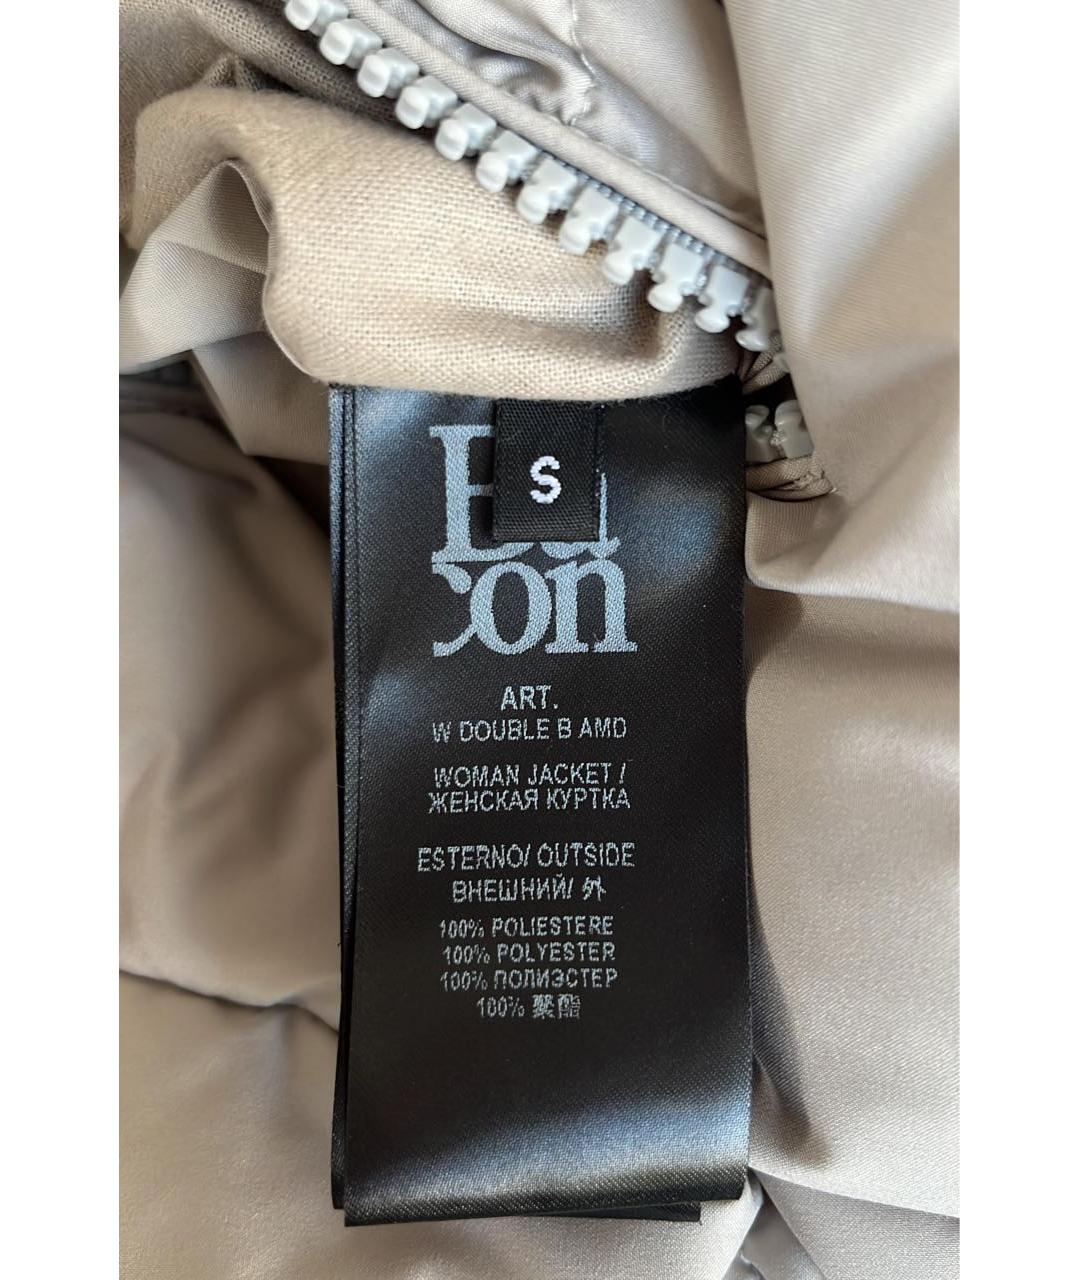 S
con
ART.
W DOUBLE B AMD
WOMAN JACKET /
ЖЕНСКАЯ КУРТКА
ESTERNO/ OUTSIDE
ВНЕШНИЙ/ 外
100% POLIESTERE
100% POLYESTER
100% ПОЛИЭСТЕР
100% 聚酯